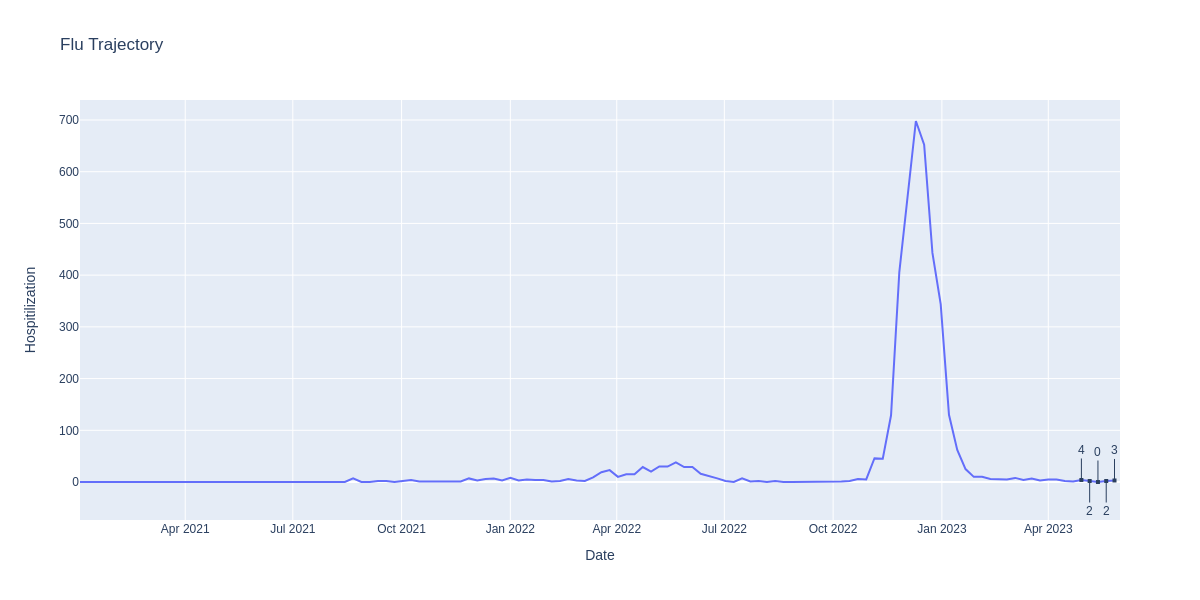 Flu Trajectory
Hospitilization
700
600
500
400
300
200
100
0
4
0
3
2
2
Apr 2021
Jul 2021
Oct 2021
Jan 2022
Apr 2022
Jul 2022
Oct 2022
Jan 2023
Apr 2023
Date